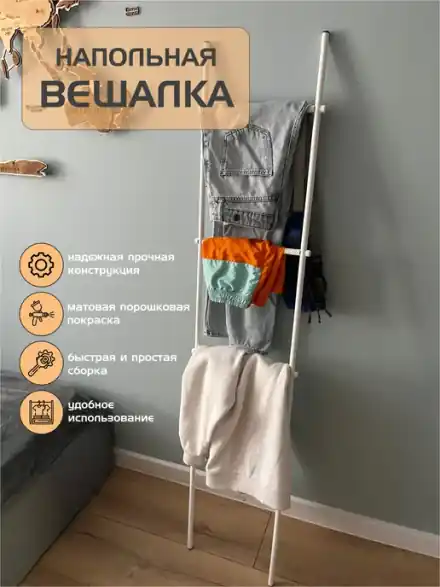 НАПОЛЬНАЯ
ВЕШАЛКА
надежная прочная
конструкция
матовая порошковая
покраска
быстрая и простая
сборка
удобное
использование